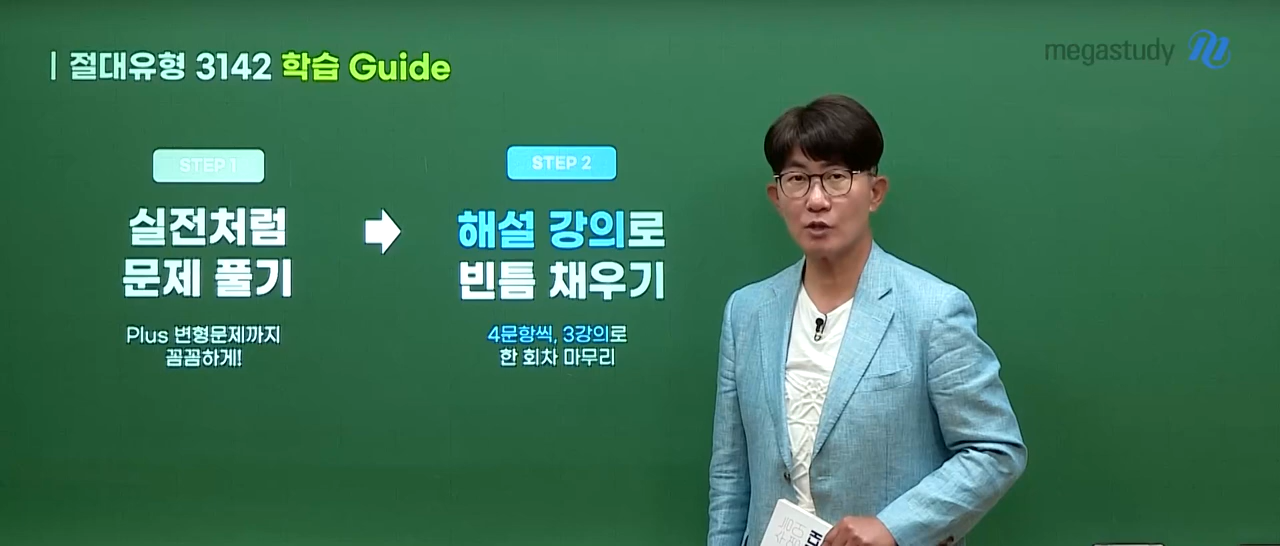 절대유형 3142 학습 Guide
megastudy
STEP 1
실전처럼
문제 풀기
Plus 변형문제까지
꼼꼼하게!
STEP 2
해설 강의로
빈틈 채우기
4문항씩, 3강의로
한 회차 마무리